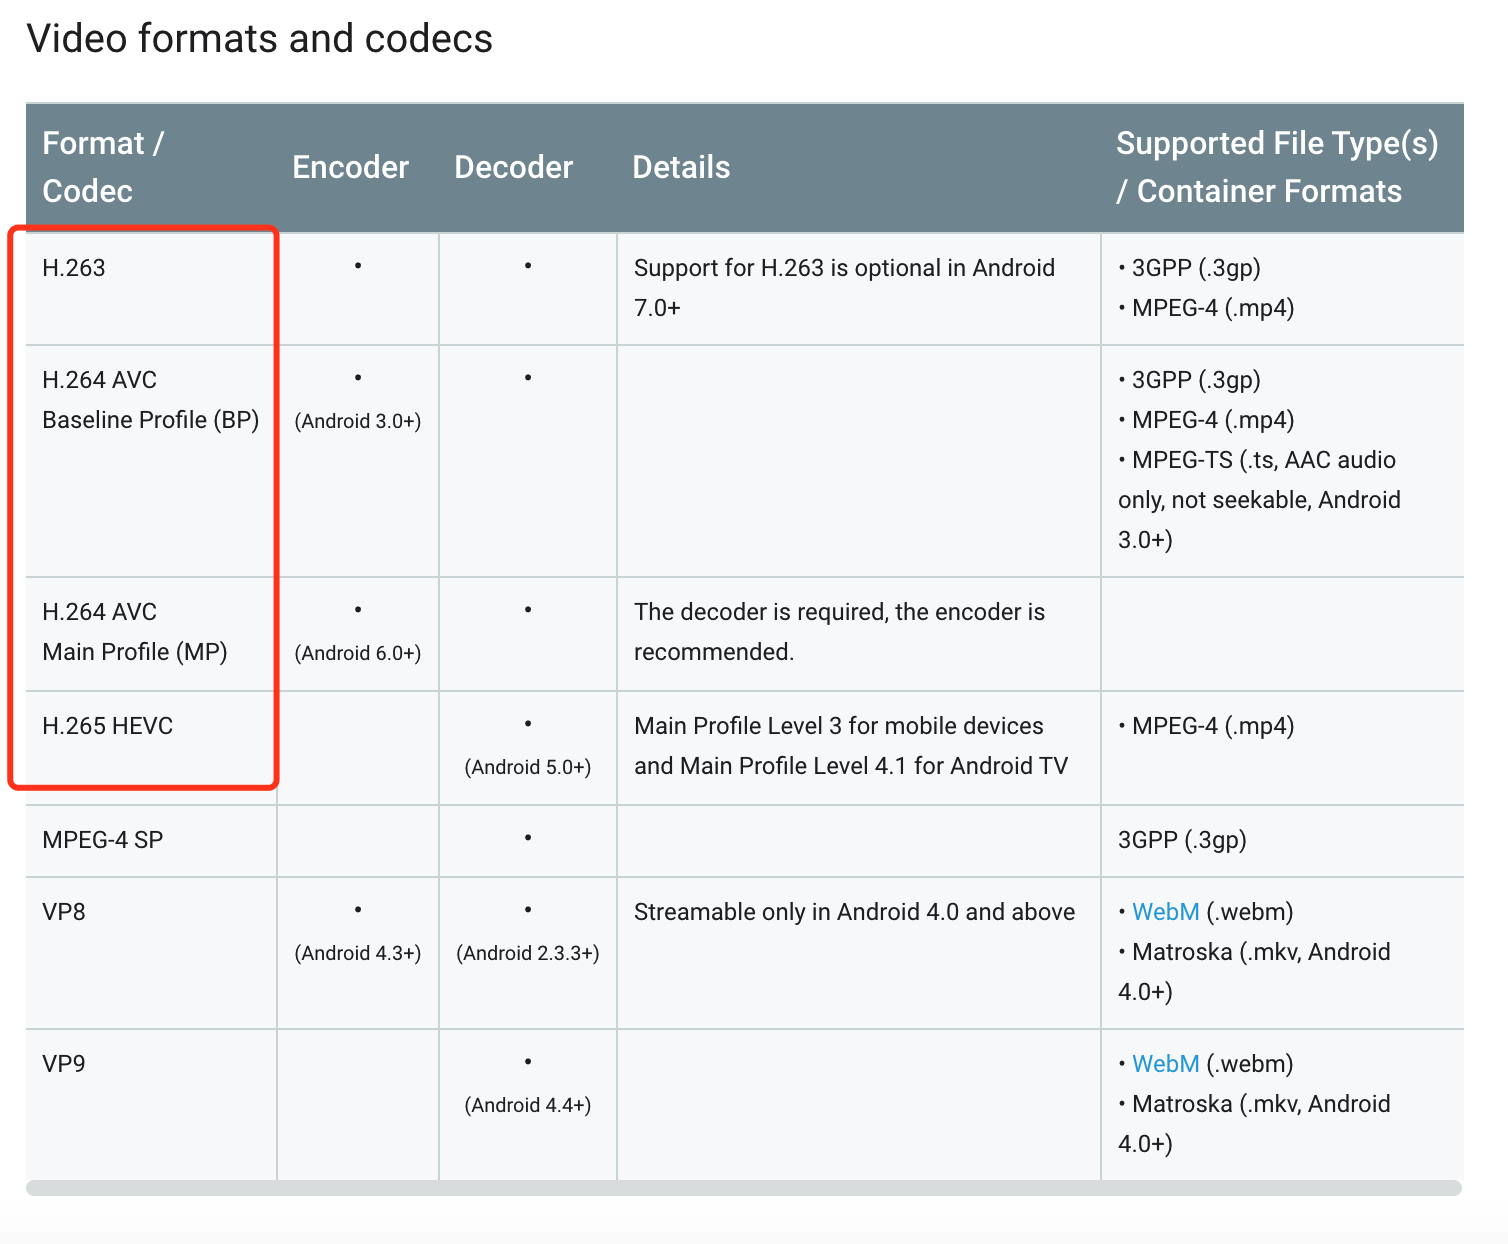 Video formats and codecs
Format /
Codec
Encoder
Decoder
Details
Supported File Type(s)
/ Container Formats
H.263
•
•
Support for H.263 is optional in Android
7.0+
• 3GPP (.3gp)
• MPEG-4 (.mp4)
H.264 AVC
Baseline Profile (BP)
•
(Android 3.0+)
•
• 3GPP (.3gp)
• MPEG-4 (.mp4)
• MPEG-TS (.ts, AAC audio
only, not seekable, Android
3.0+)
H.264 AVC
Main Profile (MP)
•
(Android 6.0+)
•
The decoder is required, the encoder is
recommended.
H.265 HEVC
•
(Android 5.0+)
Main Profile Level 3 for mobile devices
and Main Profile Level 4.1 for Android TV
• MPEG-4 (.mp4)
MPEG-4 SP
•
3GPP (.3gp)
VP8
•
(Android 4.3+)
•
(Android 2.3.3+)
Streamable only in Android 4.0 and above
• WebM (.webm)
• Matroska (.mkv, Android
4.0+)
VP9
•
(Android 4.4+)
• WebM (.webm)
• Matroska (.mkv, Android
4.0+)